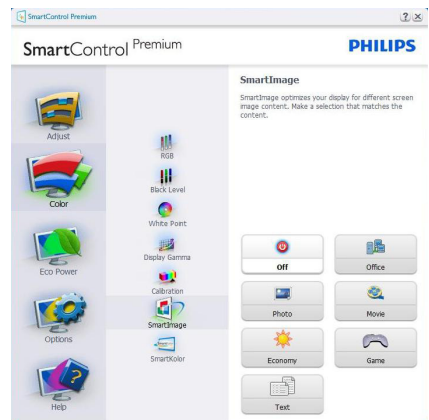 SmartControl Premium
SmartControl Premium
PHILIPS
Adjust
Color
Eco Power
Options
Help
RGB
Black Level
White Point
Display Gamma
Calibration
SmartImage
SmartKolor
SmartImage
SmartImage optimizes your display for different screen
image content. Make a selection that matches the
content.
Off
Office
Photo
Movie
Economy
Game
Text